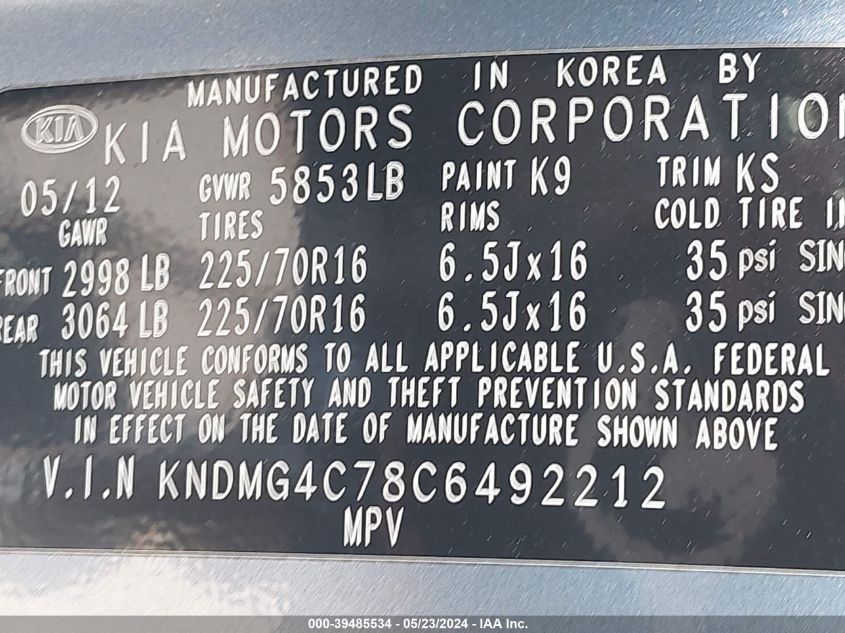 MANUFACTURED IN KOREA BY
KIA KIA MOTORS CORPORATION
05/12 GVWR 5853LB PAINT K9 TRIM KS
GAWR TIRES RIMS COLD TIRE
FRONT 2998 LB 225/70R16 6.5Jx16 35 psi
REAR 3064 LB 225/70R16 6.5Jx16 35 psi
THIS VEHICLE CONFORMS TO ALL APPLICABLE U.S.A. FEDERAL
MOTOR VEHICLE SAFETY AND THEFT PREVENTION STANDARDS
IN EFFECT ON THE DATE OF MANUFACTURE SHOWN ABOVE
V.I.N KNDMG4C78C6492212
MPV
000-39485534 - 05/23/2024 - IAA Inc.